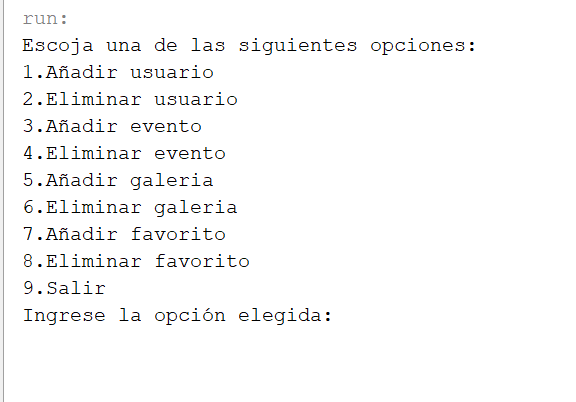 run:
Escoja una de las siguientes opciones:
1.Añadir usuario
2.Eliminar usuario
3.Añadir evento
4.Eliminar evento
5.Añadir galeria
6.Eliminar galeria
7.Añadir favorito
8.Eliminar favorito
9.Salir
Ingrese la opción elegida: